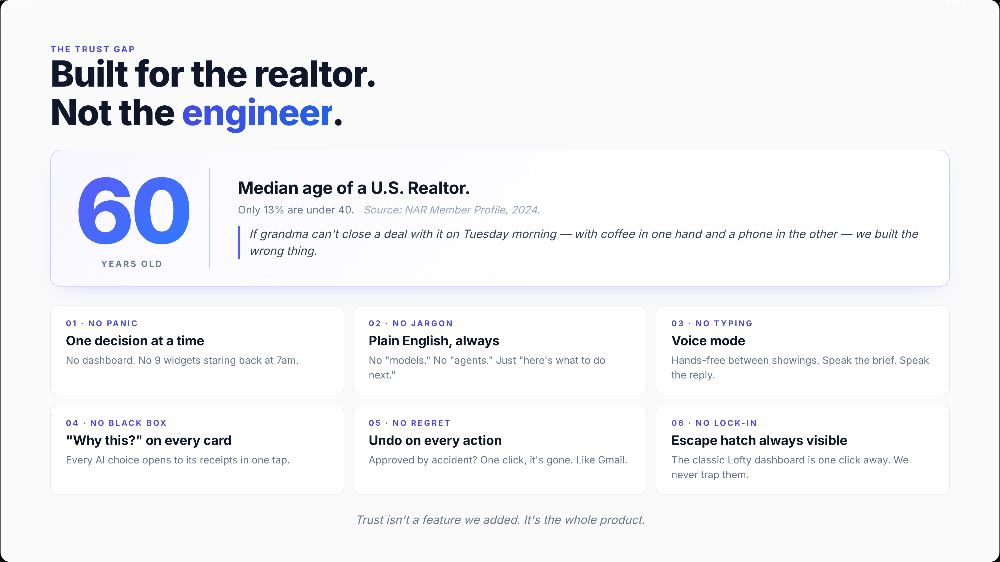 THE TRUST GAP
Built for the realtor.
Not the engineer.
60
YEARS OLD
Median age of a U.S. Realtor.
Only 13% are under 40. Source: NAR Member Profile, 2024.
If grandma can't close a deal with it on Tuesday morning — with coffee in one hand and a phone in the other — we built the
wrong thing.
01 · NO PANIC
One decision at a time
No dashboard. No 9 widgets staring back at 7am.
02 · NO JARGON
Plain English, always
No "models." No "agents." Just "here's what to do
next."
03 · NO TYPING
Voice mode
Hands-free between showings. Speak the brief. Speak
the reply.
04 · NO BLACK BOX
"Why this?" on every card
Every AI choice opens to its receipts in one tap.
05 · NO REGRET
Undo on every action
Approved by accident? One click, it's gone. Like Gmail.
06 · NO LOCK-IN
Escape hatch always visible
The classic Lofty dashboard is one click away. We
never trap them.
Trust isn't a feature we added. It's the whole product.